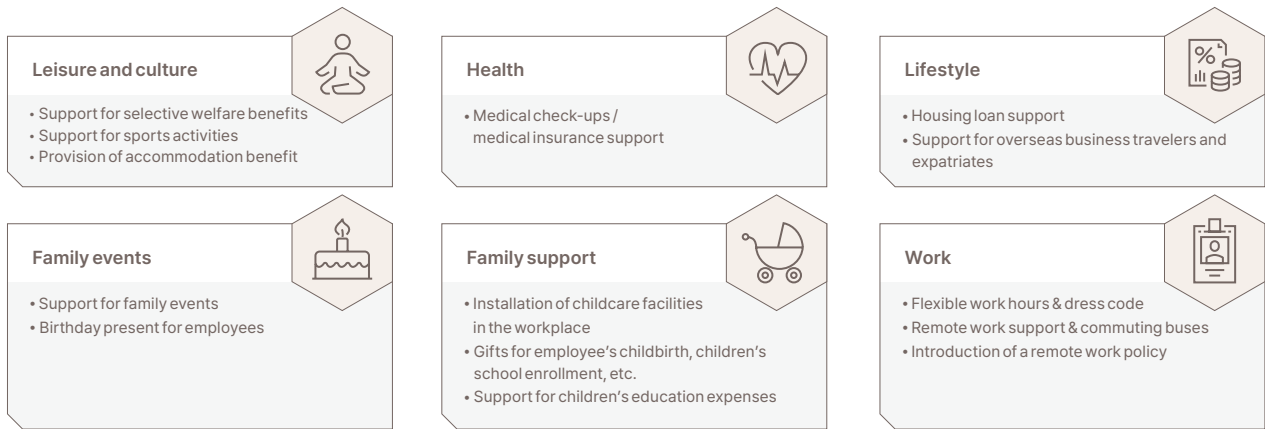 Leisure and culture
• Support for selective welfare benefits
• Support for sports activities
• Provision of accommodation benefit
Health
• Medical check-ups /
medical insurance support
%
Lifestyle
• Housing loan support
• Support for overseas business travelers and
expatriates
Family events
• Support for family events
• Birthday present for employees
Family support
• Installation of childcare facilities
in the workplace
• Gifts for employee’s childbirth, children’s
school enrollment, etc.
• Support for children’s education expenses
Work
• Flexible work hours & dress code
• Remote work support & commuting buses
• Introduction of a remote work policy